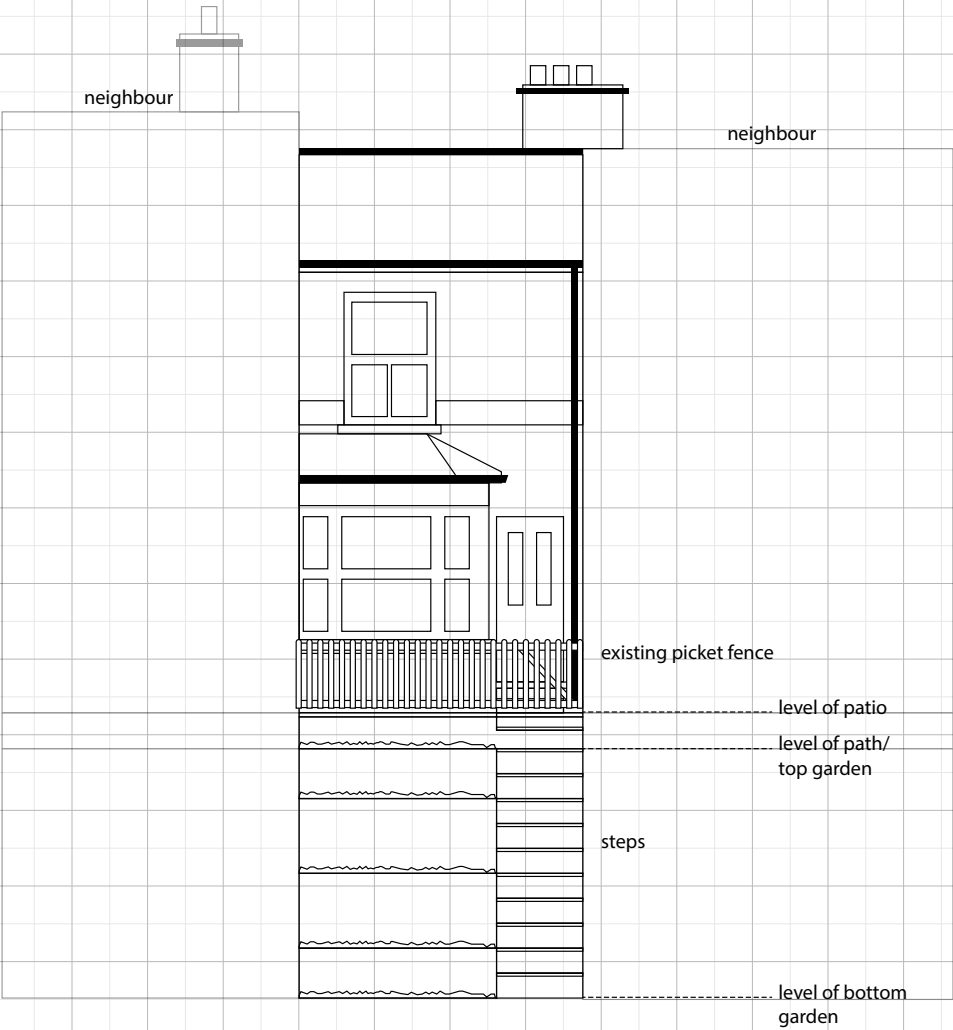 neighbour
neighbour
existing picket fence
level of patio
level of path/
top garden
steps
level of bottom
garden